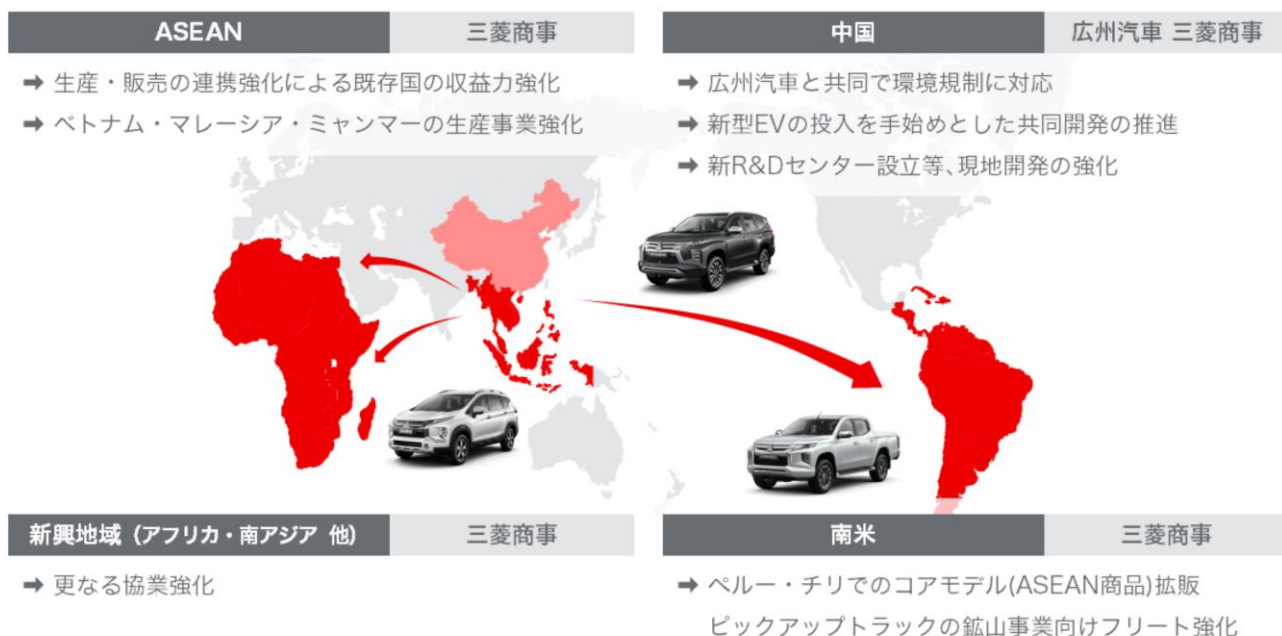 ASEAN 三菱商事
➡ 生産・販売の連携強化による既存国の収益力強化
➡ ベトナム・マレーシア・ミャンマーの生産事業強化
中国 広州汽車 三菱商事
➡ 広州汽車と共同で環境規制に対応
➡ 新型EVの投入を手始めとした共同開発の推進
➡ 新R&Dセンター設立等、現地開発の強化
新興地域（アフリカ・南アジア 他） 三菱商事
➡ 更なる協業強化
南米 三菱商事
➡ ペルー・チリでのコアモデル(ASEAN商品)拡販
ピックアップトラックの鉱山事業向けフリート強化